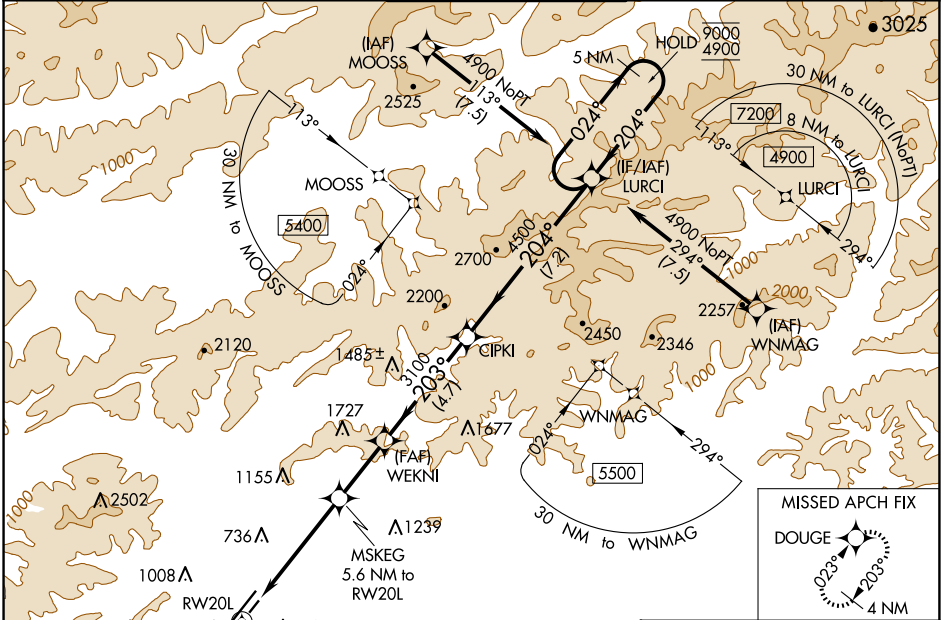 3025
(IAF)
MOOSS
4900 NoPT
113°
(7.5)
2525
5 NM
HOLD
9000
4900
024°
204°
(IF/IAF)
LURCI
30 NM to LURCI (NoPT)
7200
8 NM to LURCI
4900
113°
LURCI
294°
113°
30 NM to MOOSS
MOOSS
5400
024°
1000
4900 NoPT
294°
(7.5)
1000
2000
2257
(IAF)
WNMAG
4500
204°
(7.2)
2700
2200
2120
2450
2346
CIPKI
1485±
3100
203°
(4.7)
1727
1677
(FAF)
WEKNI
1155
1000
WNMAG
024°
294°
5500
30 NM to WNMAG
1000
2502
736
1239
MSKEG
5.6 NM to
RW20L
1008
RW20L
MISSED APCH FIX
DOUGE
023°
203°
4 NM